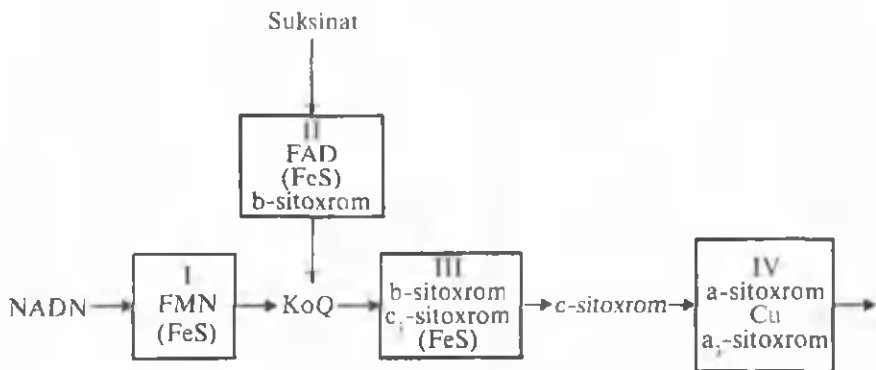 Suksinat
II
FAD
(FeS)
b-sitoxrom
I
FMN
(FeS)
NADN
KoQ
III
b-sitoxrom
c₁-sitoxrom
(FeS)
c-sitoxrom
IV
a-sitoxrom
Cu
a₃-sitoxrom